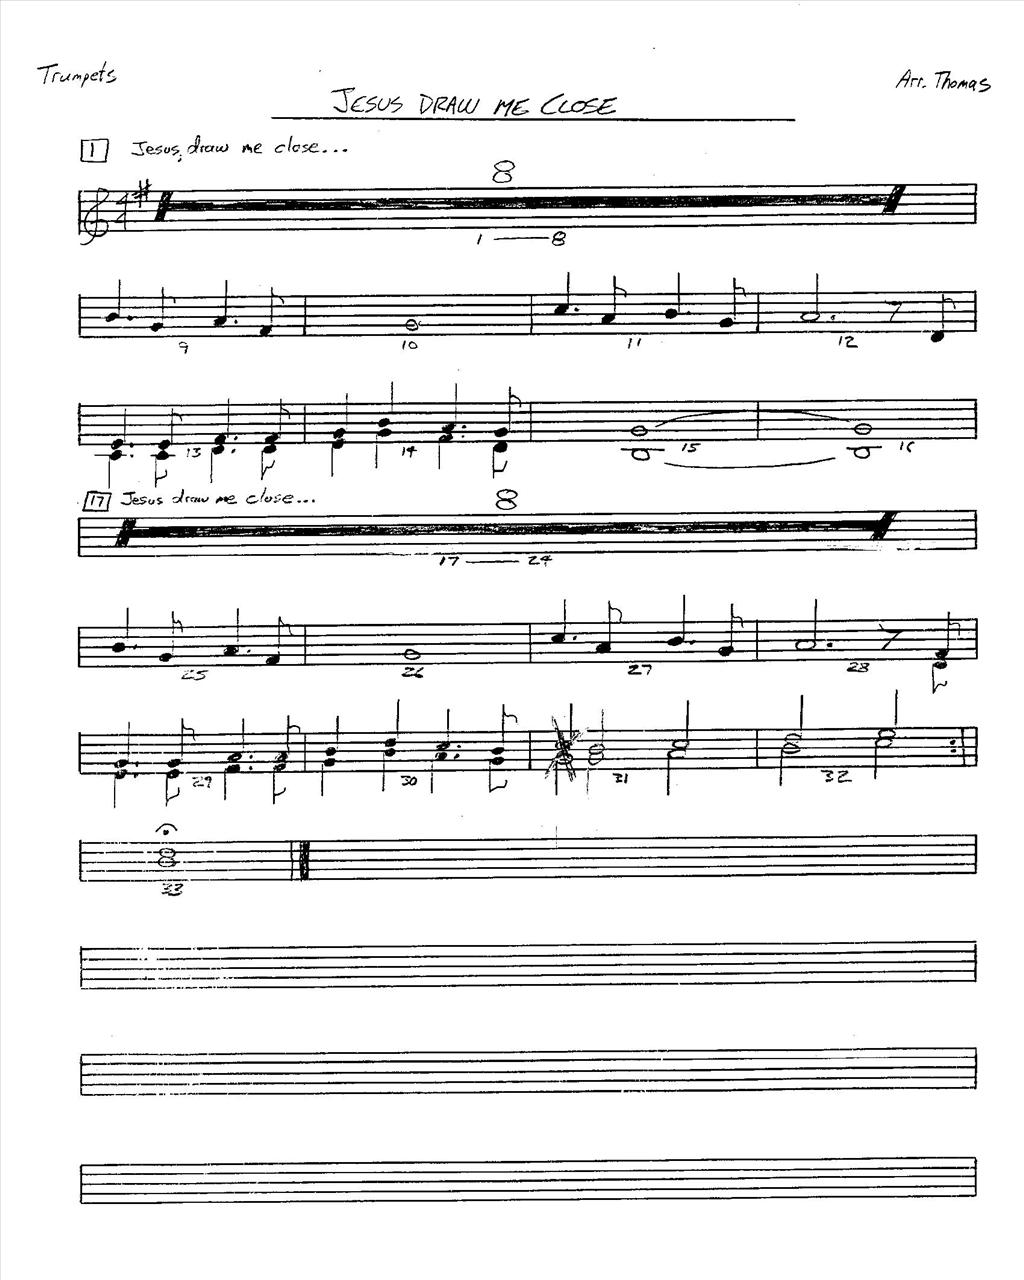 Trumpets
Arr. Thomas
JESUS DRAW ME CLOSE
1 Jesus, draw me close...
8
4/4
1 — 8
9 10 11 12
13 14 15 16
17 Jesus draw me close...
8
17 — 24
25 26 27 28
29 30 31 32
33